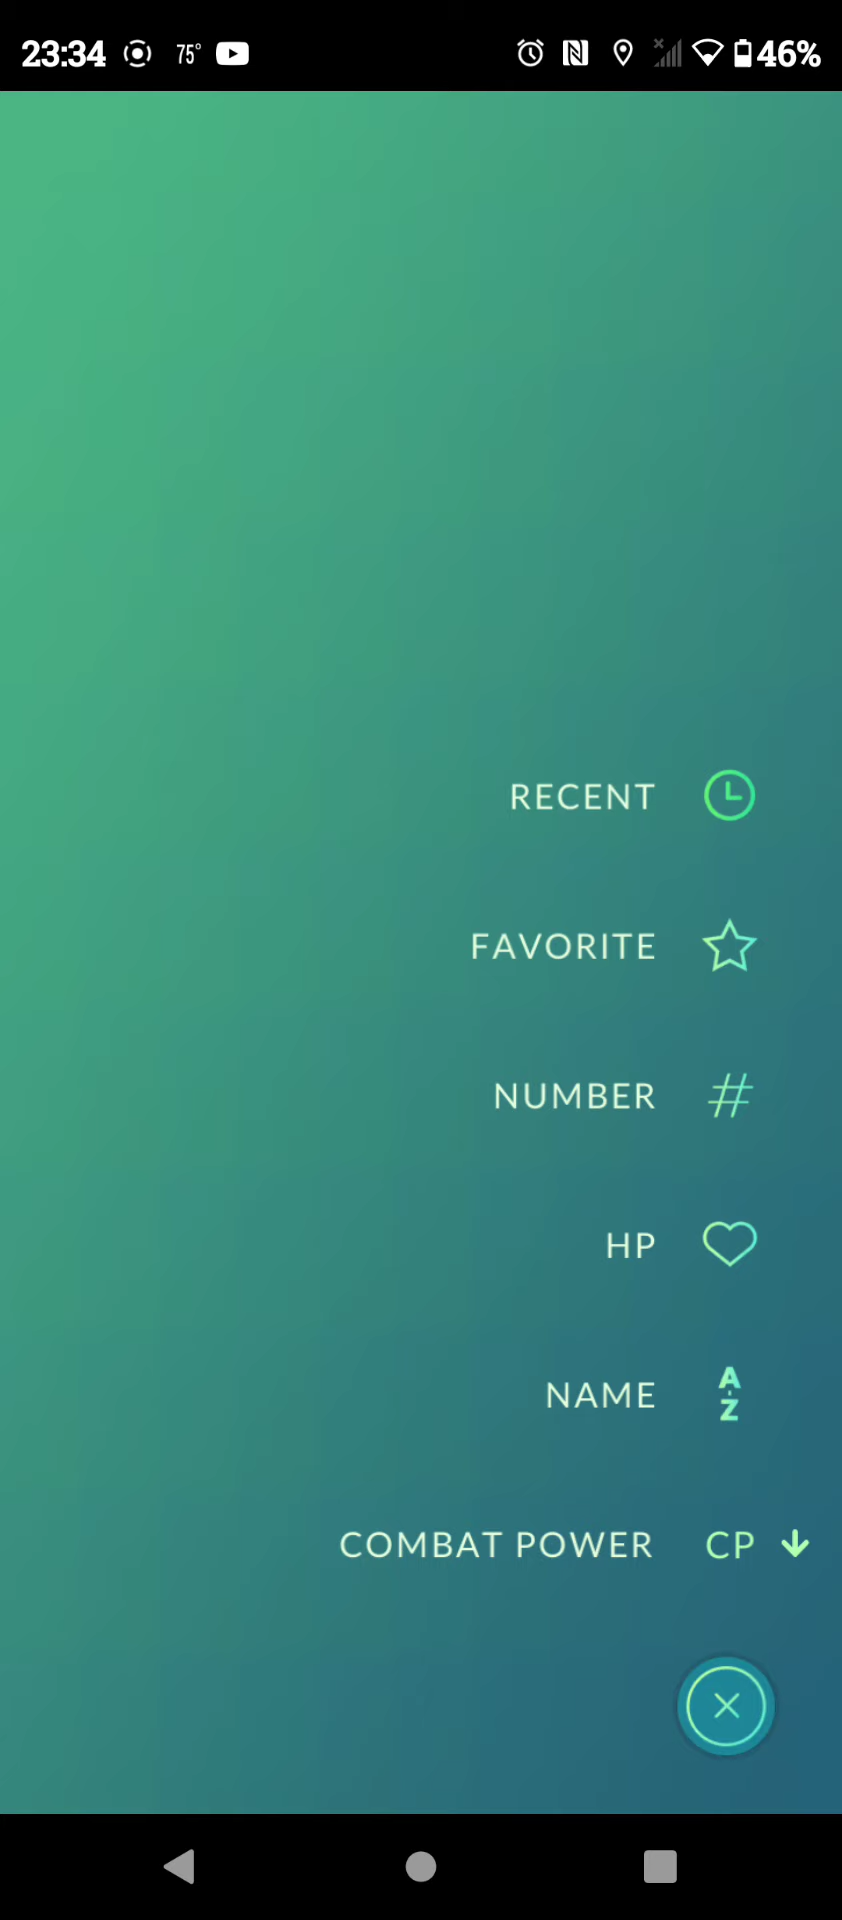 23:34 75° 46%
RECENT
FAVORITE
NUMBER #
HP
NAME A-Z
COMBAT POWER CP